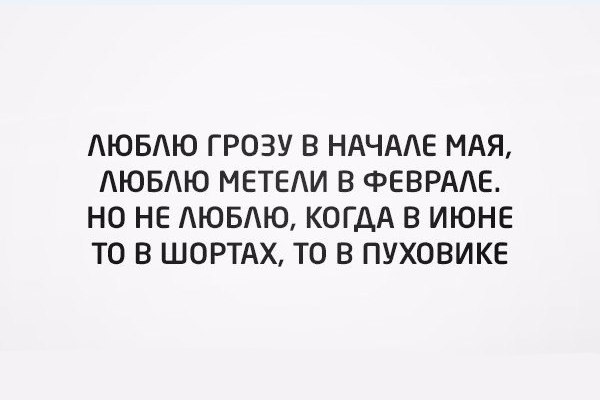 ЛЮБЛЮ ГРОЗУ В НАЧАЛЕ МАЯ,
ЛЮБЛЮ МЕТЕЛИ В ФЕВРАЛЕ.
НО НЕ ЛЮБЛЮ, КОГДА В ИЮНЕ
ТО В ШОРТАХ, ТО В ПУХОВИКЕ